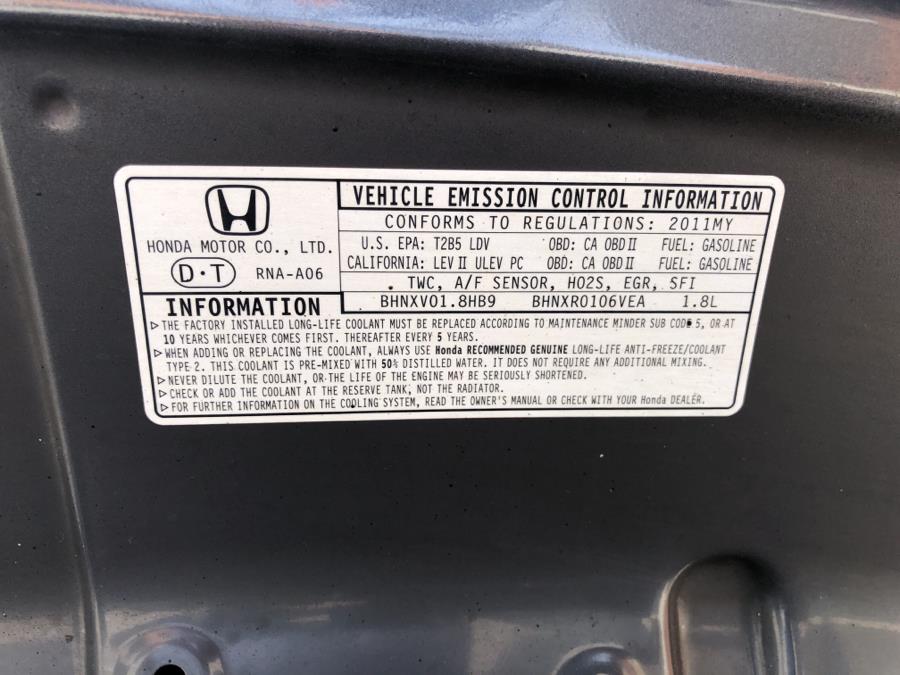 VEHICLE EMISSION CONTROL INFORMATION
CONFORMS TO REGULATIONS: 2011MY
HONDA MOTOR CO., LTD.
U.S. EPA: T2B5 LDV OBD: CA OBD II FUEL: GASOLINE
CALIFORNIA: LEV II ULEV PC OBD: CA OBD II FUEL: GASOLINE
D·T RNA-A06
TWC, A/F SENSOR, HO2S, EGR, SFI
BHNXV01.8HB9 BHNXR0106VEA 1.8L
INFORMATION
▷THE FACTORY INSTALLED LONG-LIFE COOLANT MUST BE REPLACED ACCORDING TO MAINTENANCE MINDER SUB CODE 5, OR AT
10 YEARS WHICHEVER COMES FIRST. THEREAFTER EVERY 5 YEARS.
▷WHEN ADDING OR REPLACING THE COOLANT, ALWAYS USE Honda RECOMMENDED GENUINE LONG-LIFE ANTI-FREEZE/COOLANT
TYPE 2. THIS COOLANT IS PRE-MIXED WITH 50% DISTILLED WATER. IT DOES NOT REQUIRE ANY ADDITIONAL MIXING.
▷NEVER DILUTE THE COOLANT, OR THE LIFE OF THE ENGINE MAY BE SERIOUSLY SHORTENED.
▷CHECK OR ADD THE COOLANT AT THE RESERVE TANK, NOT THE RADIATOR.
▷FOR FURTHER INFORMATION ON THE COOLING SYSTEM, READ THE OWNER'S MANUAL OR CHECK WITH YOUR Honda DEALER.